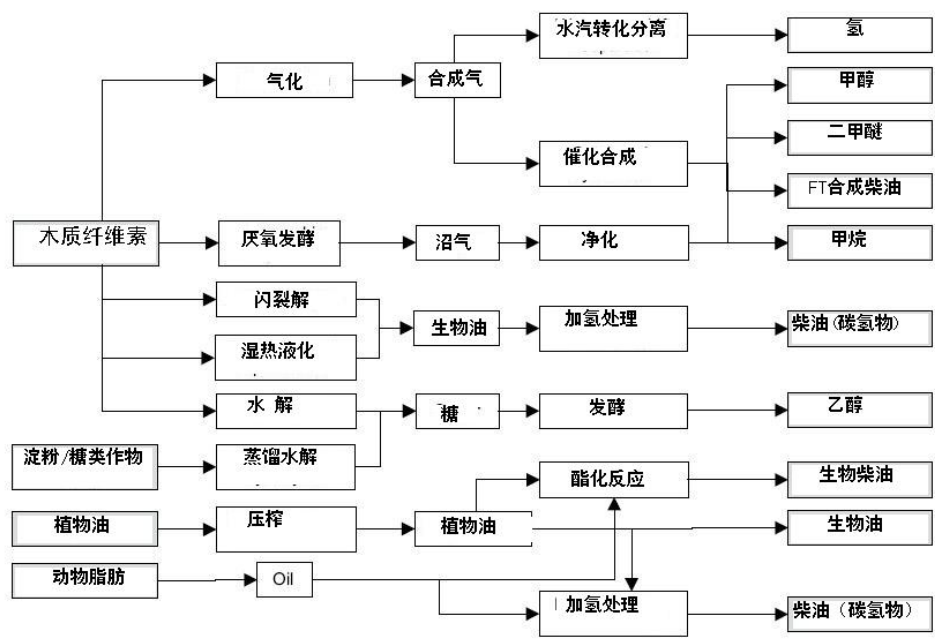 水汽转化分离
氢
气化
合成气
甲醇
二甲醚
催化合成
FT合成柴油
木质纤维素
厌氧发酵
沼气
净化
甲烷
闪裂解
生物油
加氢处理
柴油(碳氢物)
湿热液化
水 解
糖
发酵
乙醇
淀粉/糖类作物
蒸馏水解
酯化反应
生物柴油
植物油
压榨
植物油
生物油
动物脂肪
Oil
加氢处理
柴油（碳氢物）